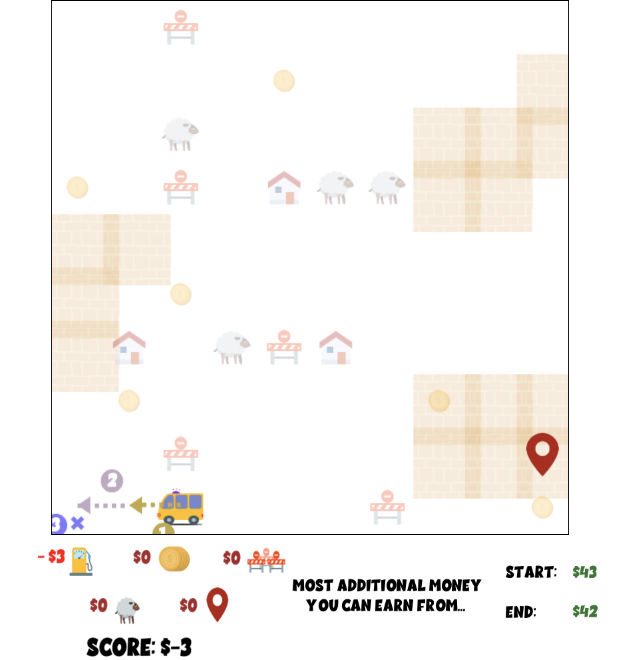 2
3
1
- $3
$0
$0
$0
$0
MOST ADDITIONAL MONEY
YOU CAN EARN FROM...
START: $43
END: $42
SCORE: $-3